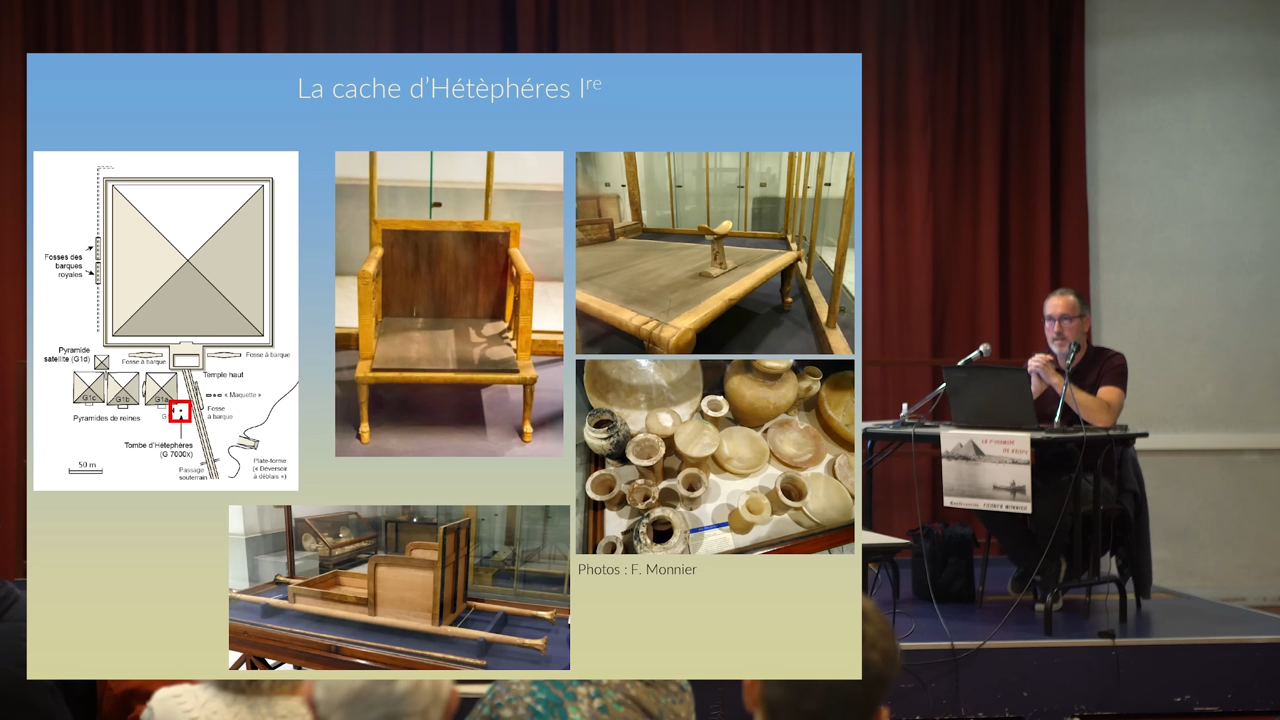 La cache d'Hétèphéres Iʳᵉ
Fosses des
barques
royales
Pyramide
satellite (G1d)
Fosse à barque
Fosse à barque
Temple haut
« Maquette »
G1c
G1b
G1a
G
Fosse
à barque
Pyramides de reines
Tombe d'Hétephères
(G 7000x)
50 m
Passage
souterrain
Plate-forme
(« Déversoir
à déblais »)
Photos : F. Monnier